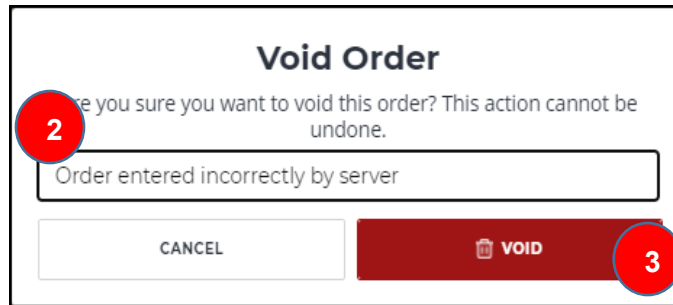 Void Order
re you sure you want to void this order? This action cannot be
undone.
2
Order entered incorrectly by server
CANCEL
VOID
3